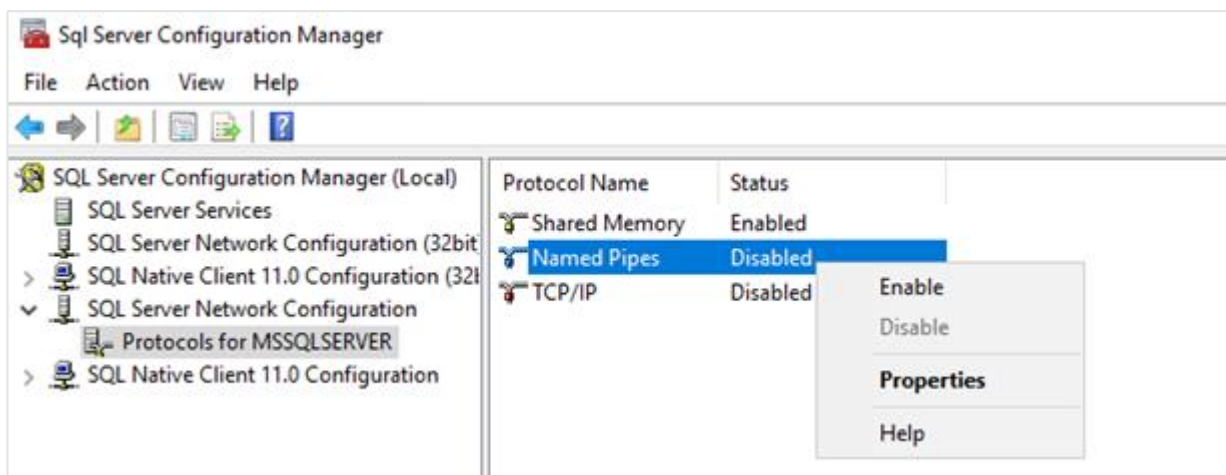 Sql Server Configuration Manager
File Action View Help
SQL Server Configuration Manager (Local)
SQL Server Services
SQL Server Network Configuration (32bit
SQL Native Client 11.0 Configuration (32b
SQL Server Network Configuration
Protocols for MSSQLSERVER
SQL Native Client 11.0 Configuration
Protocol Name Status
Shared Memory Enabled
Named Pipes Disabled
TCP/IP Disabled
Enable
Disable
Properties
Help